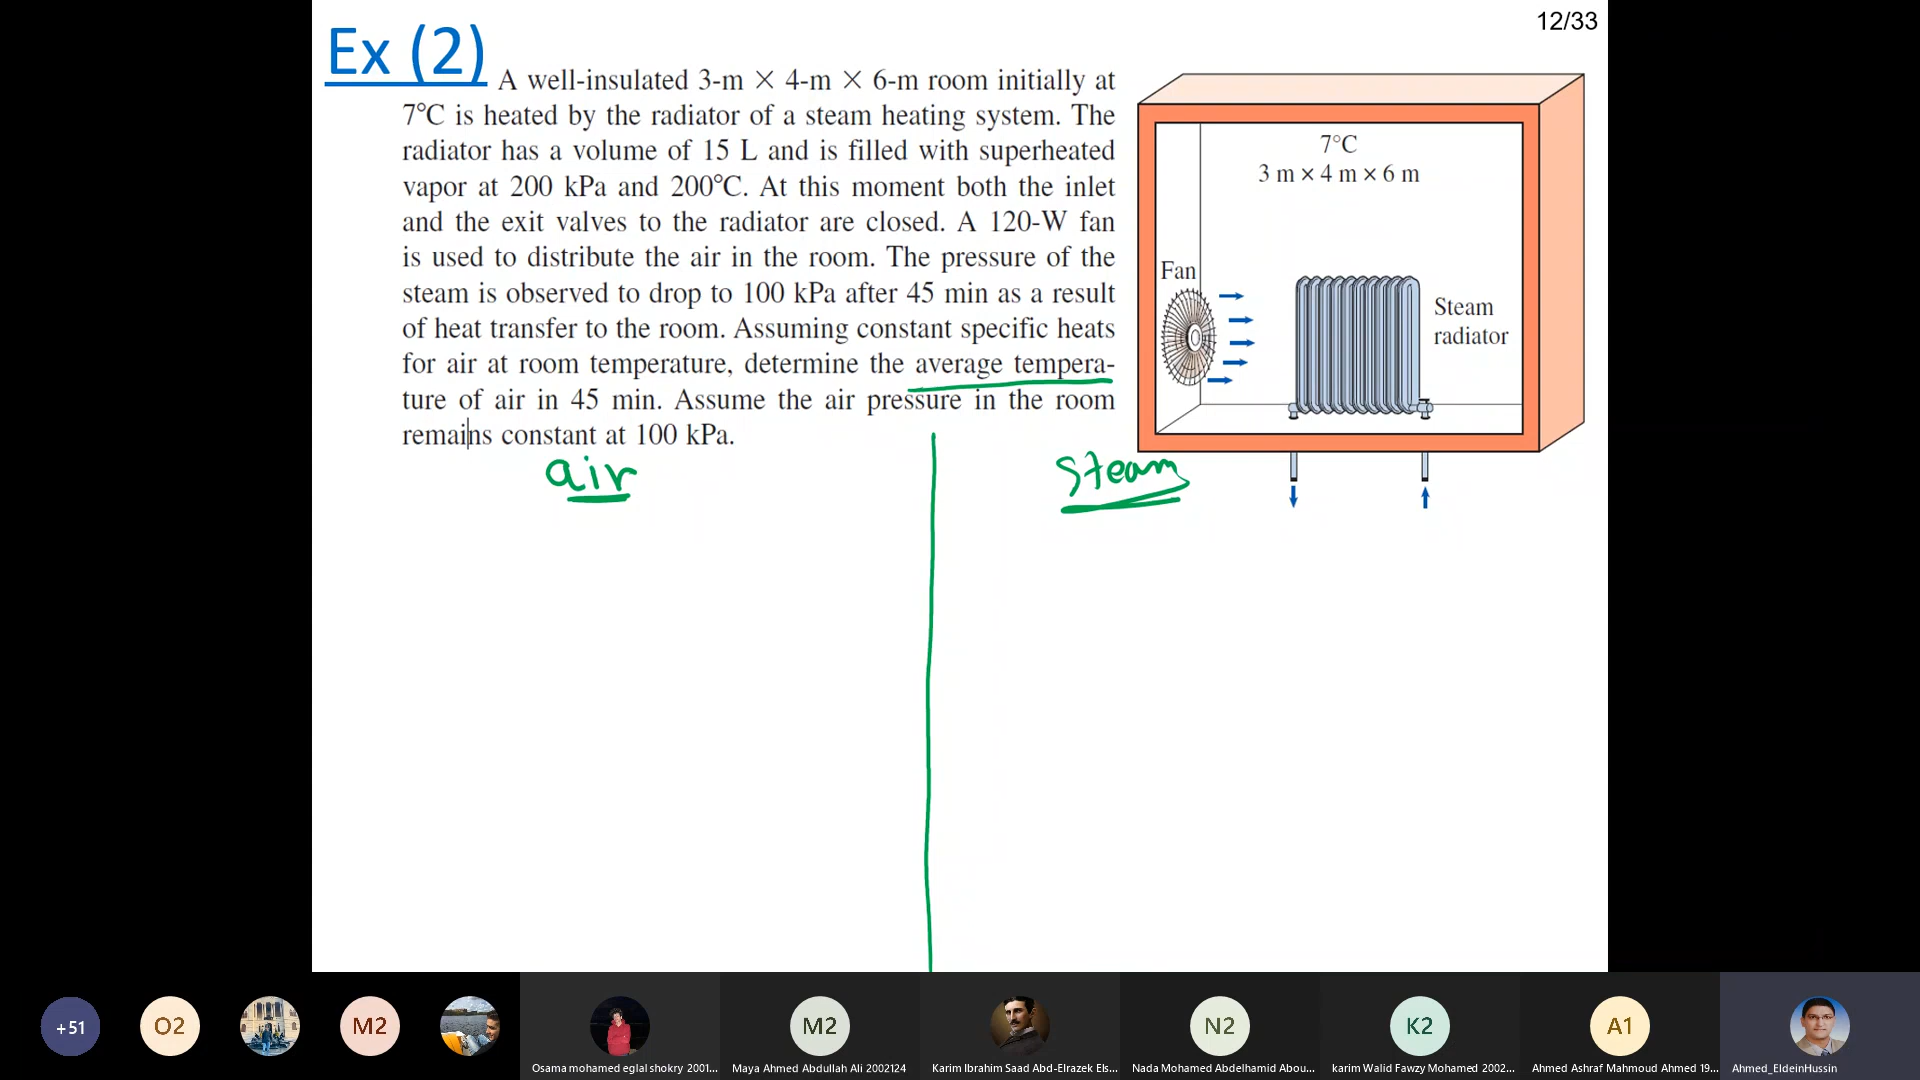 12/33
Ex (2)
A well-insulated 3-m × 4-m × 6-m room initially at
7°C is heated by the radiator of a steam heating system. The
radiator has a volume of 15 L and is filled with superheated
vapor at 200 kPa and 200°C. At this moment both the inlet
and the exit valves to the radiator are closed. A 120-W fan
is used to distribute the air in the room. The pressure of the
steam is observed to drop to 100 kPa after 45 min as a result
of heat transfer to the room. Assuming constant specific heats
for air at room temperature, determine the average tempera-
ture of air in 45 min. Assume the air pressure in the room
remains constant at 100 kPa.
7°C
3 m × 4 m × 6 m
Fan
Steam
radiator
air
steam
+51
O2
M2
M2
N2
K2
A1
Osama mohamed eglal shokry 2001...
Maya Ahmed Abdullah Ali 2002124
Karim Ibrahim Saad Abd-Elrazek Els...
Nada Mohamed Abdelhamid Abou...
karim Walid Fawzy Mohamed 2002...
Ahmed Ashraf Mahmoud Ahmed 19...
Ahmed_EldeinHussin